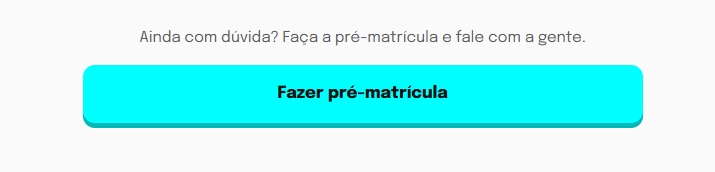 Ainda com dúvida? Faça a pré-matrícula e fale com a gente.
Fazer pré-matrícula